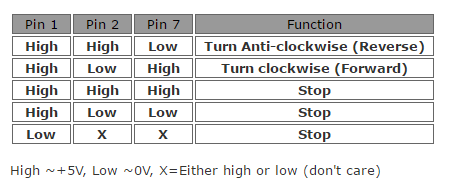 Pin 1 Pin 2 Pin 7 Function
High High Low Turn Anti-clockwise (Reverse)
High Low High Turn clockwise (Forward)
High High High Stop
High Low Low Stop
Low X X Stop
High ~+5V, Low ~0V, X=Either high or low (don't care)